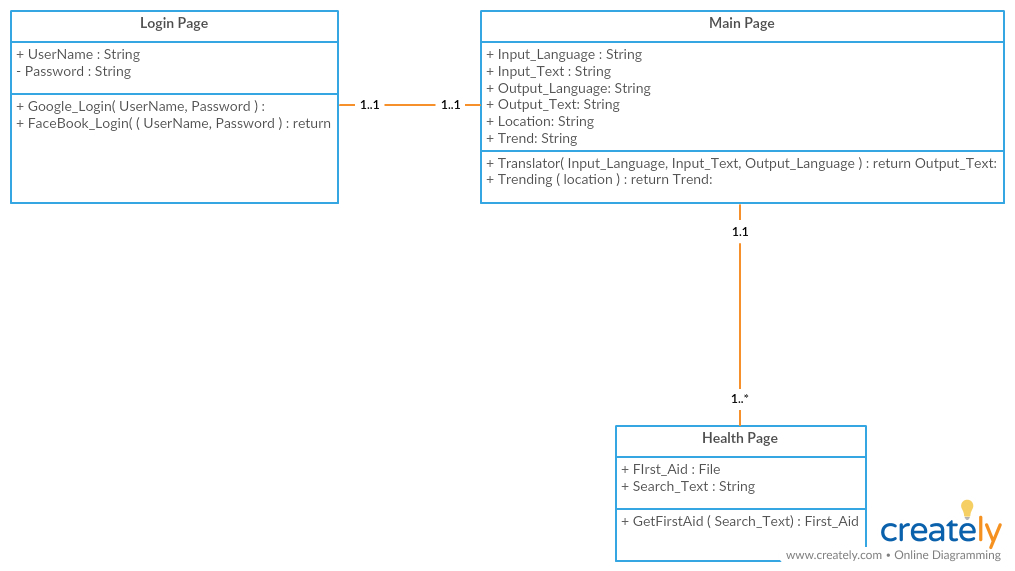 Login Page
+ UserName : String
- Password : String
+ Google_Login( UserName, Password ) :
+ FaceBook_Login( ( UserName, Password ) : return
1..1
1..1
Main Page
+ Input_Language : String
+ Input_Text : String
+ Output_Language: String
+ Output_Text: String
+ Location: String
+ Trend: String
+ Translator( Input_Language, Input_Text, Output_Language ) : return Output_Text:
+ Trending ( location ) : return Trend:
1.1
1..*
Health Page
+ FIrst_Aid : File
+ Search_Text : String
+ GetFirstAid ( Search_Text) : First_Aid
creately
www.creately.com • Online Diagramming